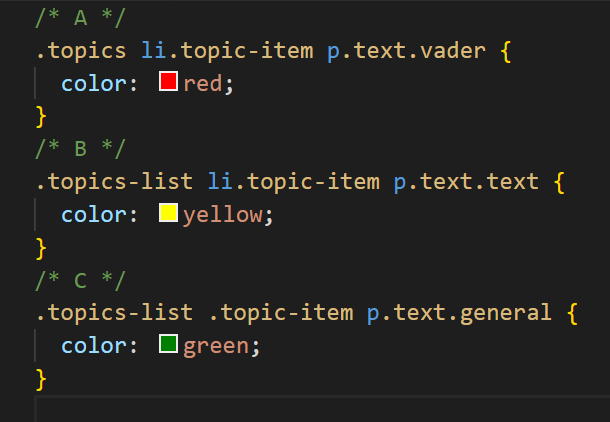 /* A */
.topics li.topic-item p.text.vader {
  color: red;
}
/* B */
.topics-list li.topic-item p.text.text {
  color: yellow;
}
/* C */
.topics-list .topic-item p.text.general {
  color: green;
}